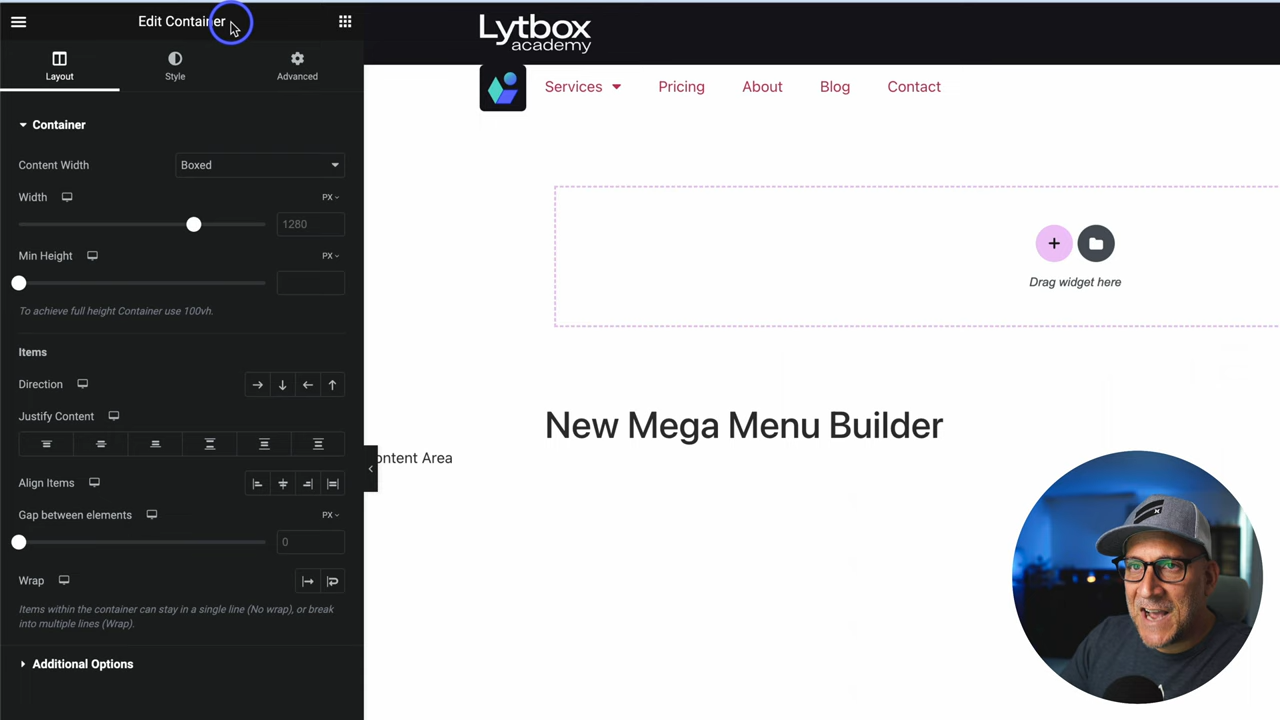 Edit Container
Layout
Style
Advanced
Container
Content Width
Boxed
Width
PX
1280
Min Height
PX
To achieve full height Container use 100vh.
Items
Direction
Justify Content
Align Items
Gap between elements
PX
0
Wrap
Items within the container can stay in a single line (No wrap), or break
into multiple lines (Wrap).
Additional Options
Lytbox
academy
Services
Pricing
About
Blog
Contact
Drag widget here
New Mega Menu Builder
ontent Area